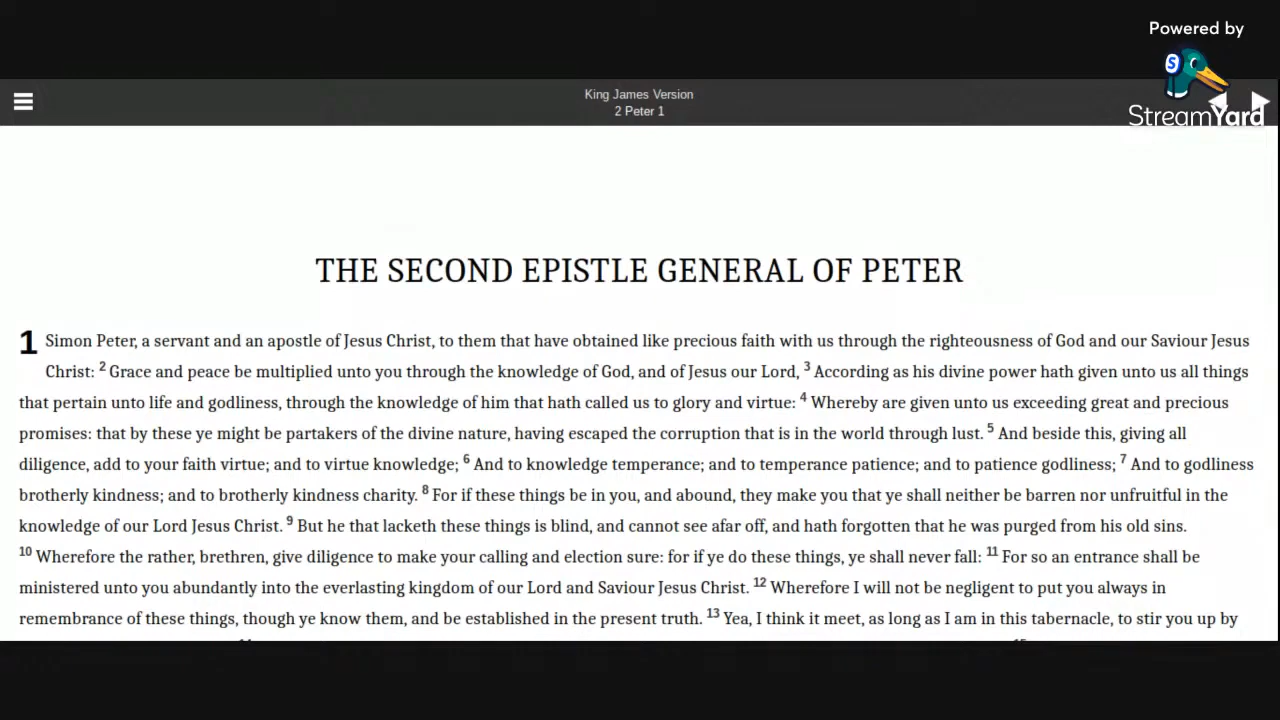 Powered by
StreamYard
King James Version
2 Peter 1
THE SECOND EPISTLE GENERAL OF PETER
1 Simon Peter, a servant and an apostle of Jesus Christ, to them that have obtained like precious faith with us through the righteousness of God and our Saviour Jesus
Christ: 2 Grace and peace be multiplied unto you through the knowledge of God, and of Jesus our Lord, 3 According as his divine power hath given unto us all things
that pertain unto life and godliness, through the knowledge of him that hath called us to glory and virtue: 4 Whereby are given unto us exceeding great and precious
promises: that by these ye might be partakers of the divine nature, having escaped the corruption that is in the world through lust. 5 And beside this, giving all
diligence, add to your faith virtue; and to virtue knowledge; 6 And to knowledge temperance; and to temperance patience; and to patience godliness; 7 And to godliness
brotherly kindness; and to brotherly kindness charity. 8 For if these things be in you, and abound, they make you that ye shall neither be barren nor unfruitful in the
knowledge of our Lord Jesus Christ. 9 But he that lacketh these things is blind, and cannot see afar off, and hath forgotten that he was purged from his old sins.
10 Wherefore the rather, brethren, give diligence to make your calling and election sure: for if ye do these things, ye shall never fall: 11 For so an entrance shall be
ministered unto you abundantly into the everlasting kingdom of our Lord and Saviour Jesus Christ. 12 Wherefore I will not be negligent to put you always in
remembrance of these things, though ye know them, and be established in the present truth. 13 Yea, I think it meet, as long as I am in this tabernacle, to stir you up by